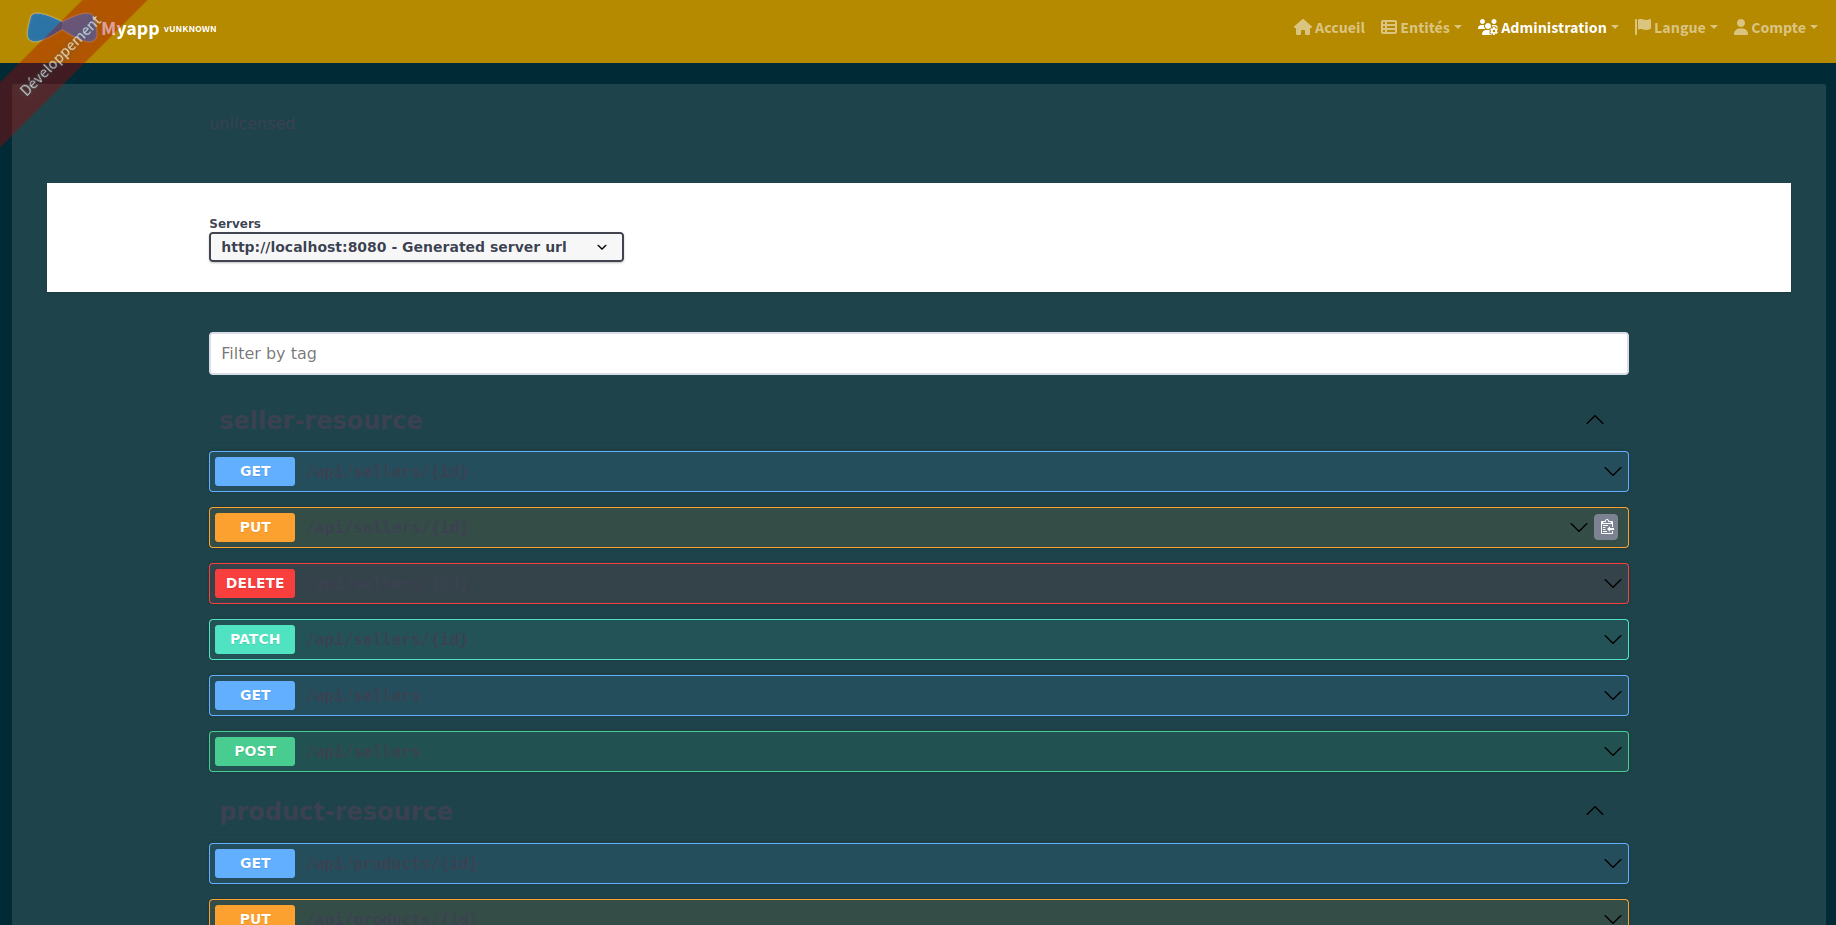 Développement
Myapp vUNKNOWN
Accueil Entités Administration Langue Compte
unlicensed
Servers
http://localhost:8080 - Generated server url
Filter by tag
seller-resource
GET /api/sellers/{id}
PUT /api/sellers/{id}
DELETE /api/sellers/{id}
PATCH /api/sellers/{id}
GET /api/sellers
POST /api/sellers
product-resource
GET /api/products/{id}
PUT /api/products/{id}